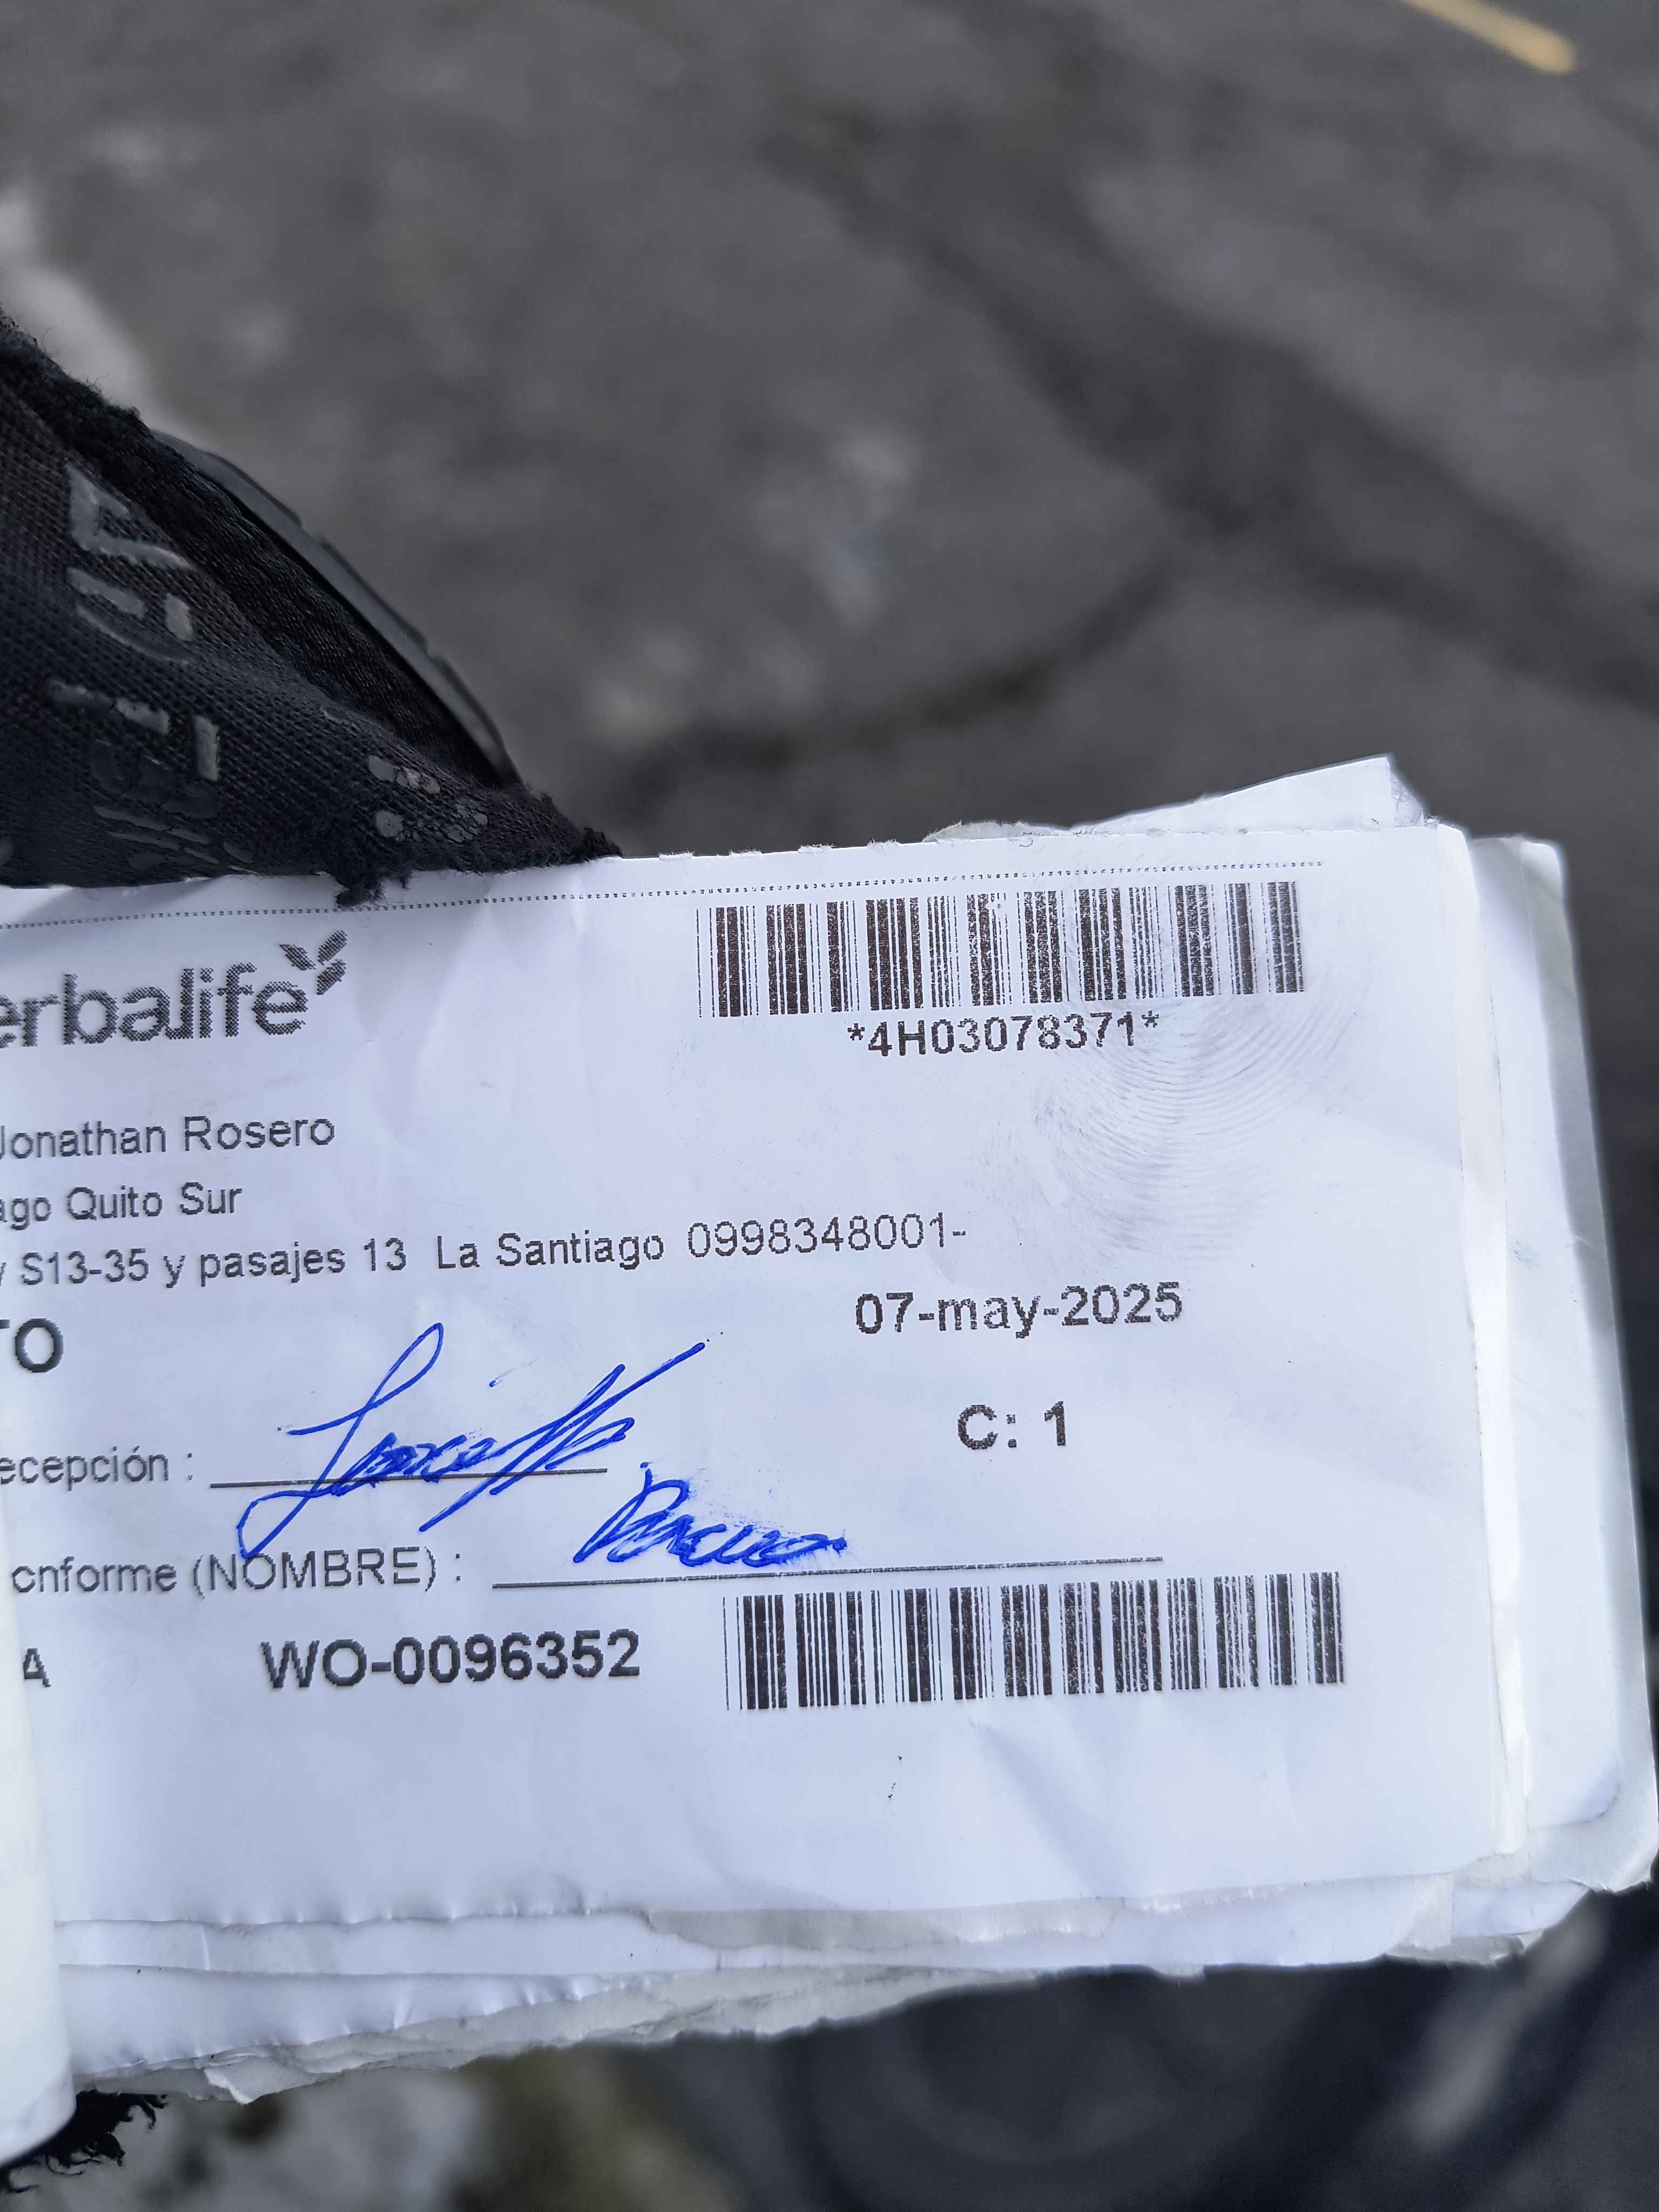 erbalife
*4H03078371*
Jonathan Rosero
ago Quito Sur
y S13-35 y pasajes 13 La Santiago 0998348001-
TO
07-may-2025
C: 1
ecepción :
onforme (NOMBRE) :
A WO-0096352